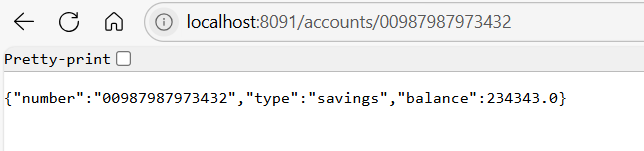 localhost:8091/accounts/00987987973432
Pretty-print
{"number":"00987987973432","type":"savings","balance":234343.0}